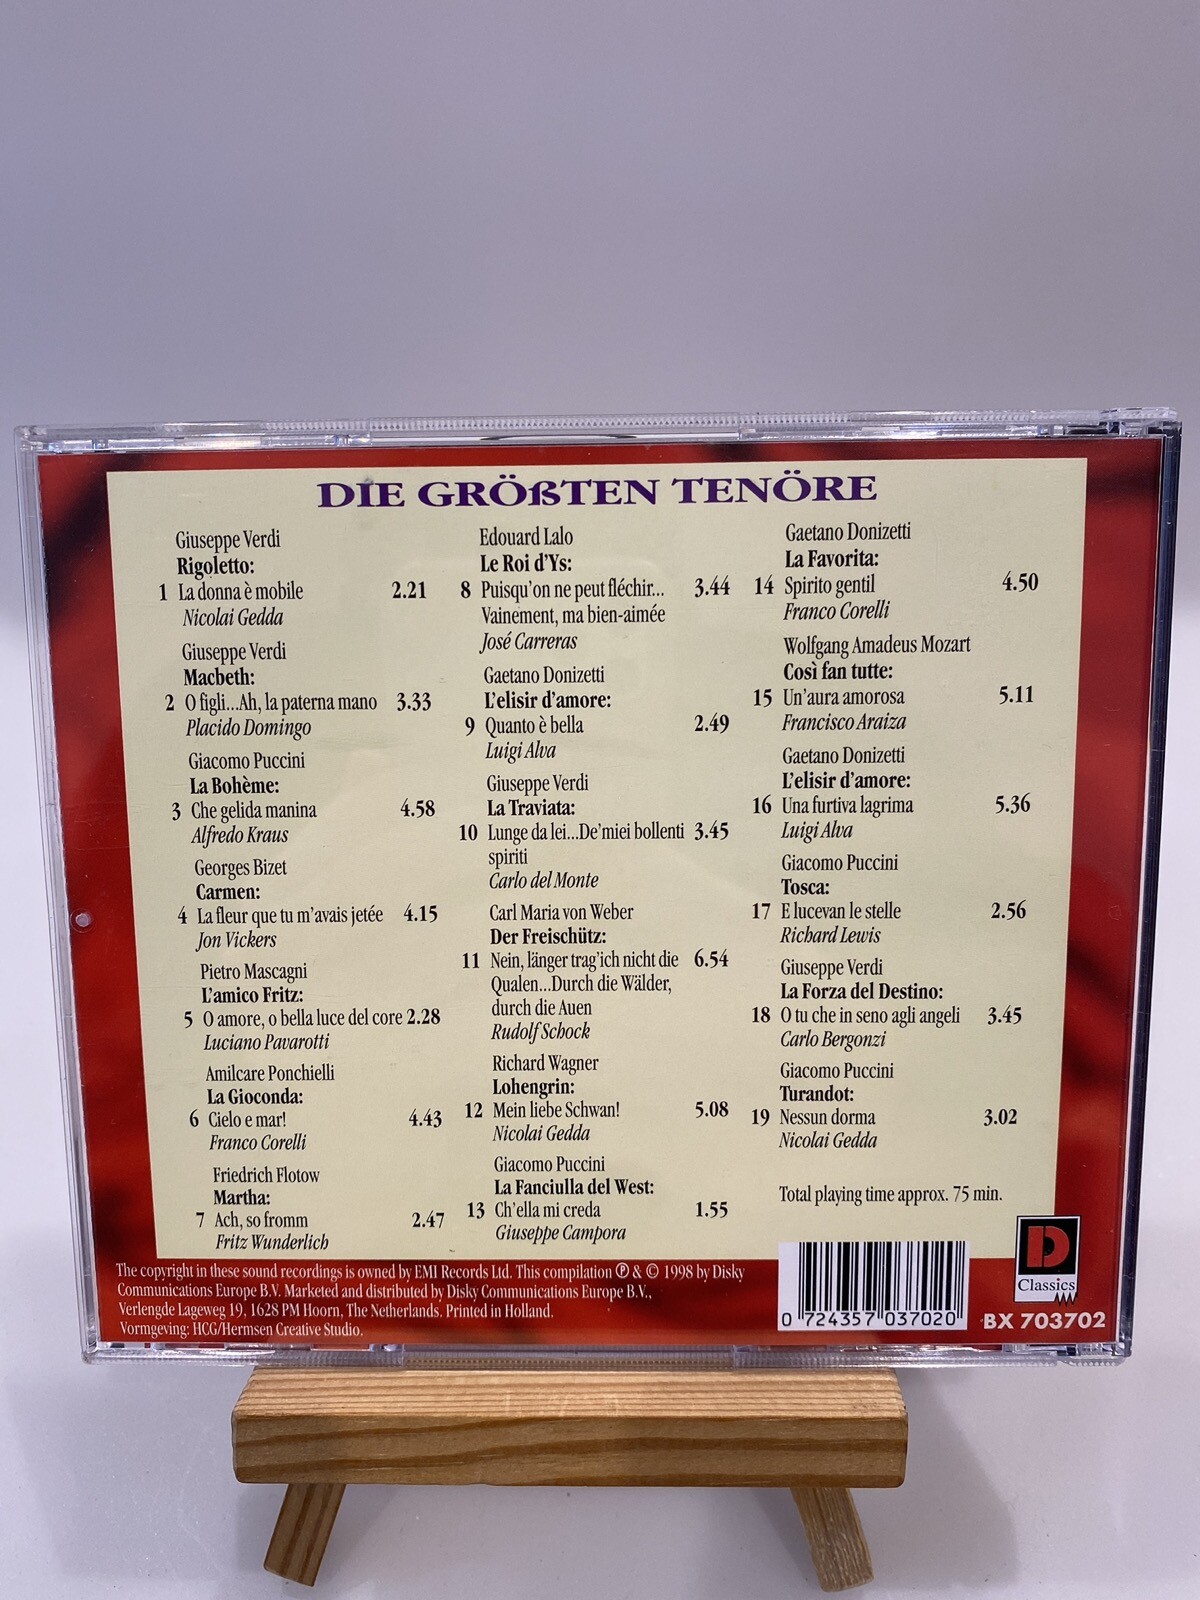 DIE GRÖßTEN TENÖRE
Giuseppe Verdi
Rigoletto:
1 La donna è mobile 2.21
Nicolai Gedda
Giuseppe Verdi
Macbeth:
2 O figli...Ah, la paterna mano 3.33
Placido Domingo
Giacomo Puccini
La Bohème:
3 Che gelida manina 4.58
Alfredo Kraus
Georges Bizet
Carmen:
4 La fleur que tu m'avais jetée 4.15
Jon Vickers
Pietro Mascagni
L'amico Fritz:
5 O amore, o bella luce del core 2.28
Luciano Pavarotti
Amilcare Ponchielli
La Gioconda:
6 Cielo e mar! 4.43
Franco Corelli
Friedrich Flotow
Martha:
7 Ach, so fromm 2.47
Fritz Wunderlich
Edouard Lalo
Le Roi d'Ys:
8 Puisqu'on ne peut fléchir... 3.44
Vainement, ma bien-aimée
José Carreras
Gaetano Donizetti
L'elisir d'amore:
9 Quanto è bella 2.49
Luigi Alva
Giuseppe Verdi
La Traviata:
10 Lunge da lei...De'miei bollenti 3.45
spiriti
Carlo del Monte
Carl Maria von Weber
Der Freischütz:
11 Nein, länger trag'ich nicht die 6.54
Qualen...Durch die Wälder,
durch die Auen
Rudolf Schock
Richard Wagner
Lohengrin:
12 Mein liebe Schwan! 5.08
Nicolai Gedda
Giacomo Puccini
La Fanciulla del West:
13 Ch'ella mi creda 1.55
Giuseppe Campora
Gaetano Donizetti
La Favorita:
14 Spirito gentil 4.50
Franco Corelli
Wolfgang Amadeus Mozart
Così fan tutte:
15 Un'aura amorosa 5.11
Francisco Araiza
Gaetano Donizetti
L'elisir d'amore:
16 Una furtiva lagrima 5.36
Luigi Alva
Giacomo Puccini
Tosca:
17 E lucevan le stelle 2.56
Richard Lewis
Giuseppe Verdi
La Forza del Destino:
18 O tu che in seno agli angeli 3.45
Carlo Bergonzi
Giacomo Puccini
Turandot:
19 Nessun dorma 3.02
Nicolai Gedda
Total playing time approx. 75 min.
The copyright in these sound recordings is owned by EMI Records Ltd. This compilation ℗ & © 1998 by Disky
Communications Europe B.V. Marketed and distributed by Disky Communications Europe B.V.,
Verlengde Lageweg 19, 1628 PM Hoorn, The Netherlands. Printed in Holland.
Vormgeving: HCG/Hermsen Creative Studio.
0 724357 037020
D
Classics
BX 703702